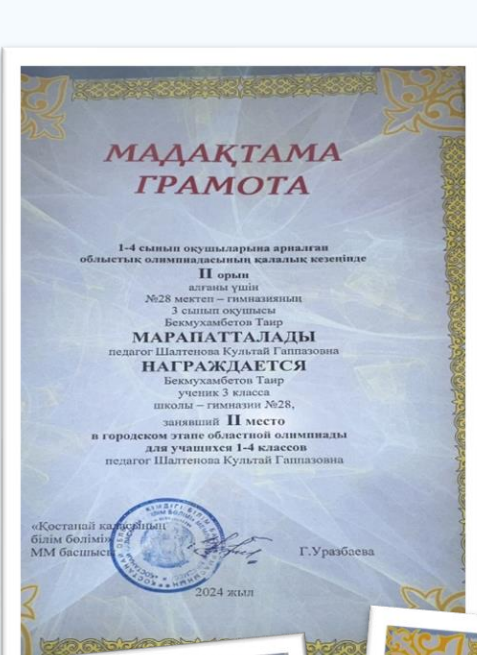 МАДАҚТАМА
ГРАМОТА
1-4 сынып оқушыларына арналған
облыстық олимпиадасының қалалық кезеңінде
II орын
алғаны үшін
№28 мектеп – гимназияның
3 сынып оқушысы
Бекмухамбетов Таир
МАРАПАТТАЛАДЫ
педагог Шалтенова Культай Гаппазовна
НАГРАЖДАЕТСЯ
Бекмухамбетов Таир
ученик 3 класса
школы – гимназии №28,
занявший II место
в городском этапе областной олимпиады
для учащихся 1-4 классов
педагог Шалтенова Культай Гаппазовна
«Қостанай қаласының
білім бөлімі»
ММ басшысы Г.Уразбаева
2024 жыл